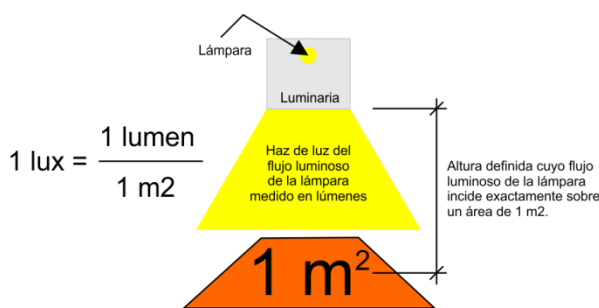 Lámpara
Luminaria
1 lux = 1 lumen
1 m2
Haz de luz del
flujo luminoso
de la lámpara
medido en lúmenes
Altura definida cuyo flujo
luminoso de la lámpara
incide exactamente sobre
un área de 1 m2.
1 m²